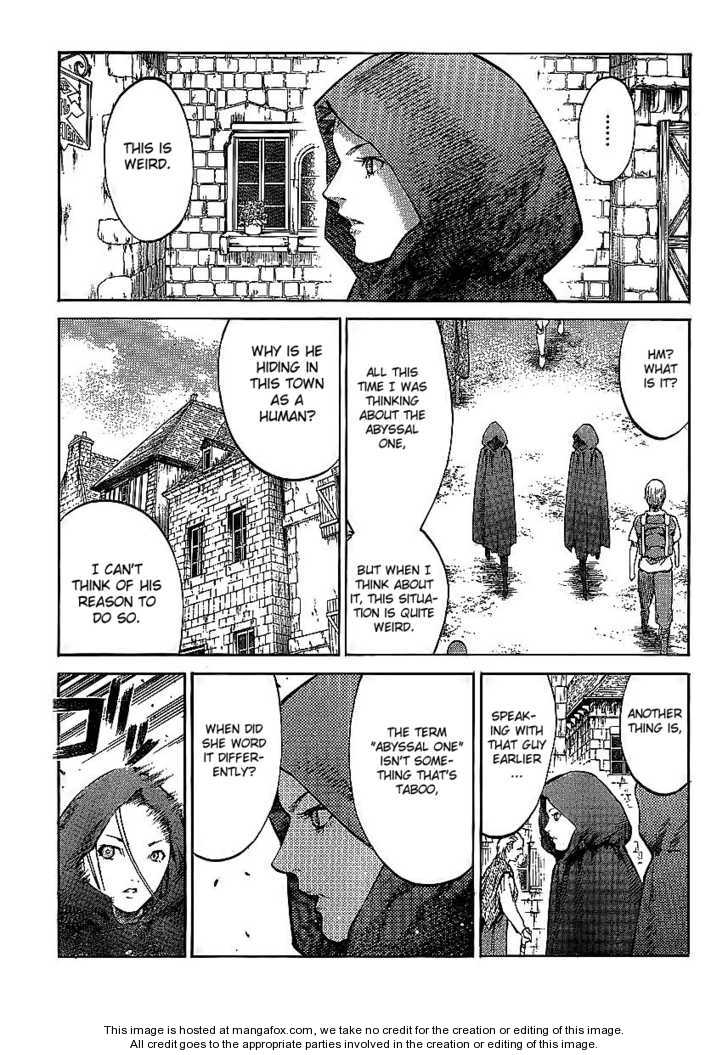 .......
THIS IS
WEIRD.
HM?
WHAT
IS IT?
ALL THIS
TIME I WAS
THINKING
ABOUT THE
ABYSSAL
ONE,
BUT WHEN I
THINK ABOUT
IT, THIS SITUA-
TION IS QUITE
WEIRD.
WHY IS HE
HIDING IN
THIS TOWN
AS A
HUMAN?
I CAN'T
THINK OF HIS
REASON TO
DO SO.
ANOTHER
THING IS,
SPEAK-
ING WITH
THAT GUY
EARLIER
...
THE TERM
"ABYSSAL ONE"
ISN'T SOME-
THING THAT'S
TABOO,
WHEN DID
SHE WORD
IT DIFFER-
ENTLY?
This image is hosted at mangafox.com, we take no credit for the creation or editing of this image.
All credit goes to the appropriate parties involved in the creation or editing of this image.